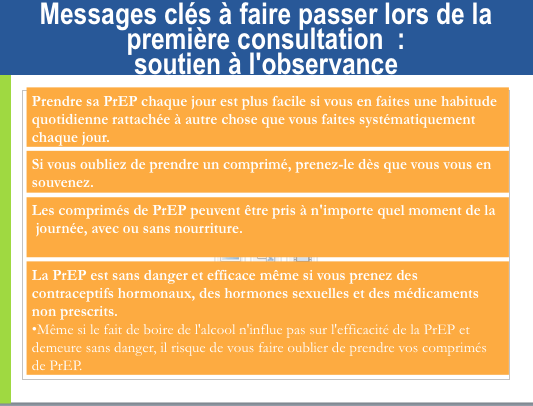 Messages clés à faire passer lors de la
première consultation :
soutien à l'observance
Prendre sa PrEP chaque jour est plus facile si vous en faites une habitude
quotidienne rattachée à autre chose que vous faites systématiquement
chaque jour.
Si vous oubliez de prendre un comprimé, prenez-le dès que vous vous en
souvenez.
Les comprimés de PrEP peuvent être pris à n'importe quel moment de la
journée, avec ou sans nourriture.
La PrEP est sans danger et efficace même si vous prenez des
contraceptifs hormonaux, des hormones sexuelles et des médicaments
non prescrits.
•Même si le fait de boire de l'alcool n'influe pas sur l'efficacité de la PrEP et
demeure sans danger, il risque de vous faire oublier de prendre vos comprimés
de PrEP.